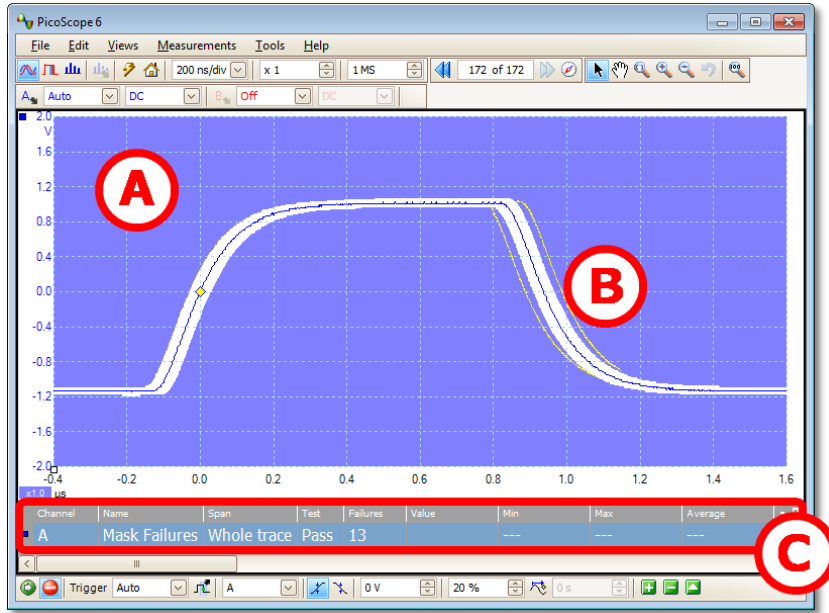 PicoScope 6
File Edit Views Measurements Tools Help
200 ns/div x 1 1 MS 172 of 172
A Auto DC B Off DC
2.0
V
1.6
1.2
0.8
0.4
0.0
-0.4
-0.8
-1.2
-1.6
-2.0
A
B
-0.4 -0.2 0.0 0.2 0.4 0.6 0.8 1.0 1.2 1.4 1.6
x1.0 µs
Channel Name Span Test Failures Value Min Max Average
A Mask Failures Whole trace Pass 13 --- --- ---
C
Trigger Auto A 0 V 20 % 0 s